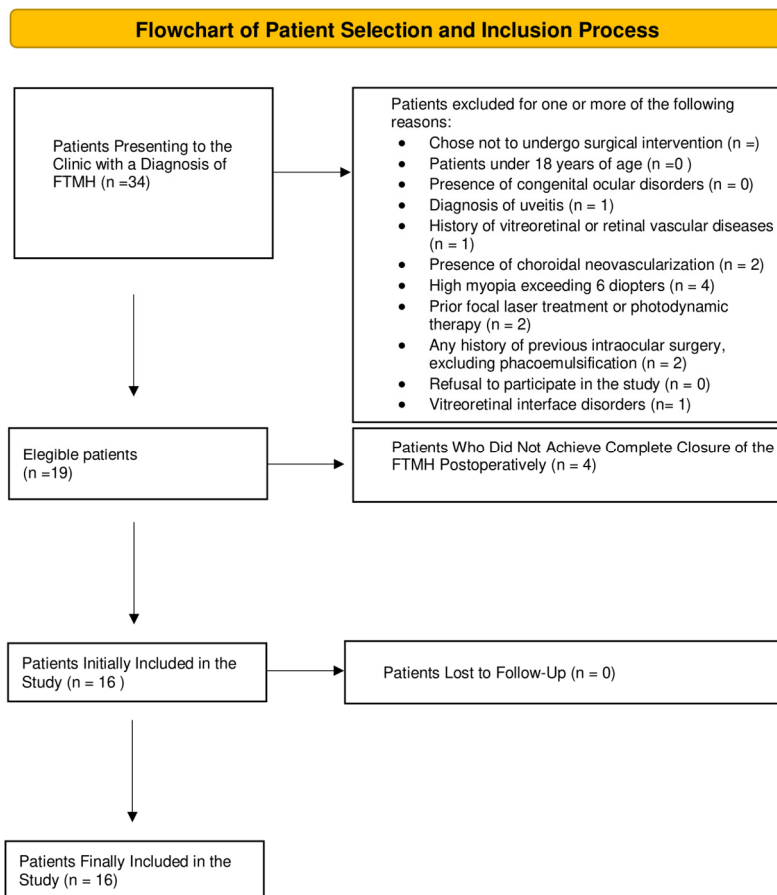 Flowchart of Patient Selection and Inclusion Process
Patients Presenting to the
Clinic with a Diagnosis of
FTMH (n =34)
Patients excluded for one or more of the following
reasons:
• Chose not to undergo surgical intervention (n =)
• Patients under 18 years of age (n =0 )
• Presence of congenital ocular disorders (n = 0)
• Diagnosis of uveitis (n = 1)
• History of vitreoretinal or retinal vascular diseases
(n = 1)
• Presence of choroidal neovascularization (n = 2)
• High myopia exceeding 6 diopters (n = 4)
• Prior focal laser treatment or photodynamic
therapy (n = 2)
• Any history of previous intraocular surgery,
excluding phacoemulsification (n = 2)
• Refusal to participate in the study (n = 0)
• Vitreoretinal interface disorders (n= 1)
Elegible patients
(n =19)
Patients Who Did Not Achieve Complete Closure of the
FTMH Postoperatively (n = 4)
Patients Initially Included in the
Study (n = 16 )
Patients Lost to Follow-Up (n = 0)
Patients Finally Included in the
Study (n = 16)